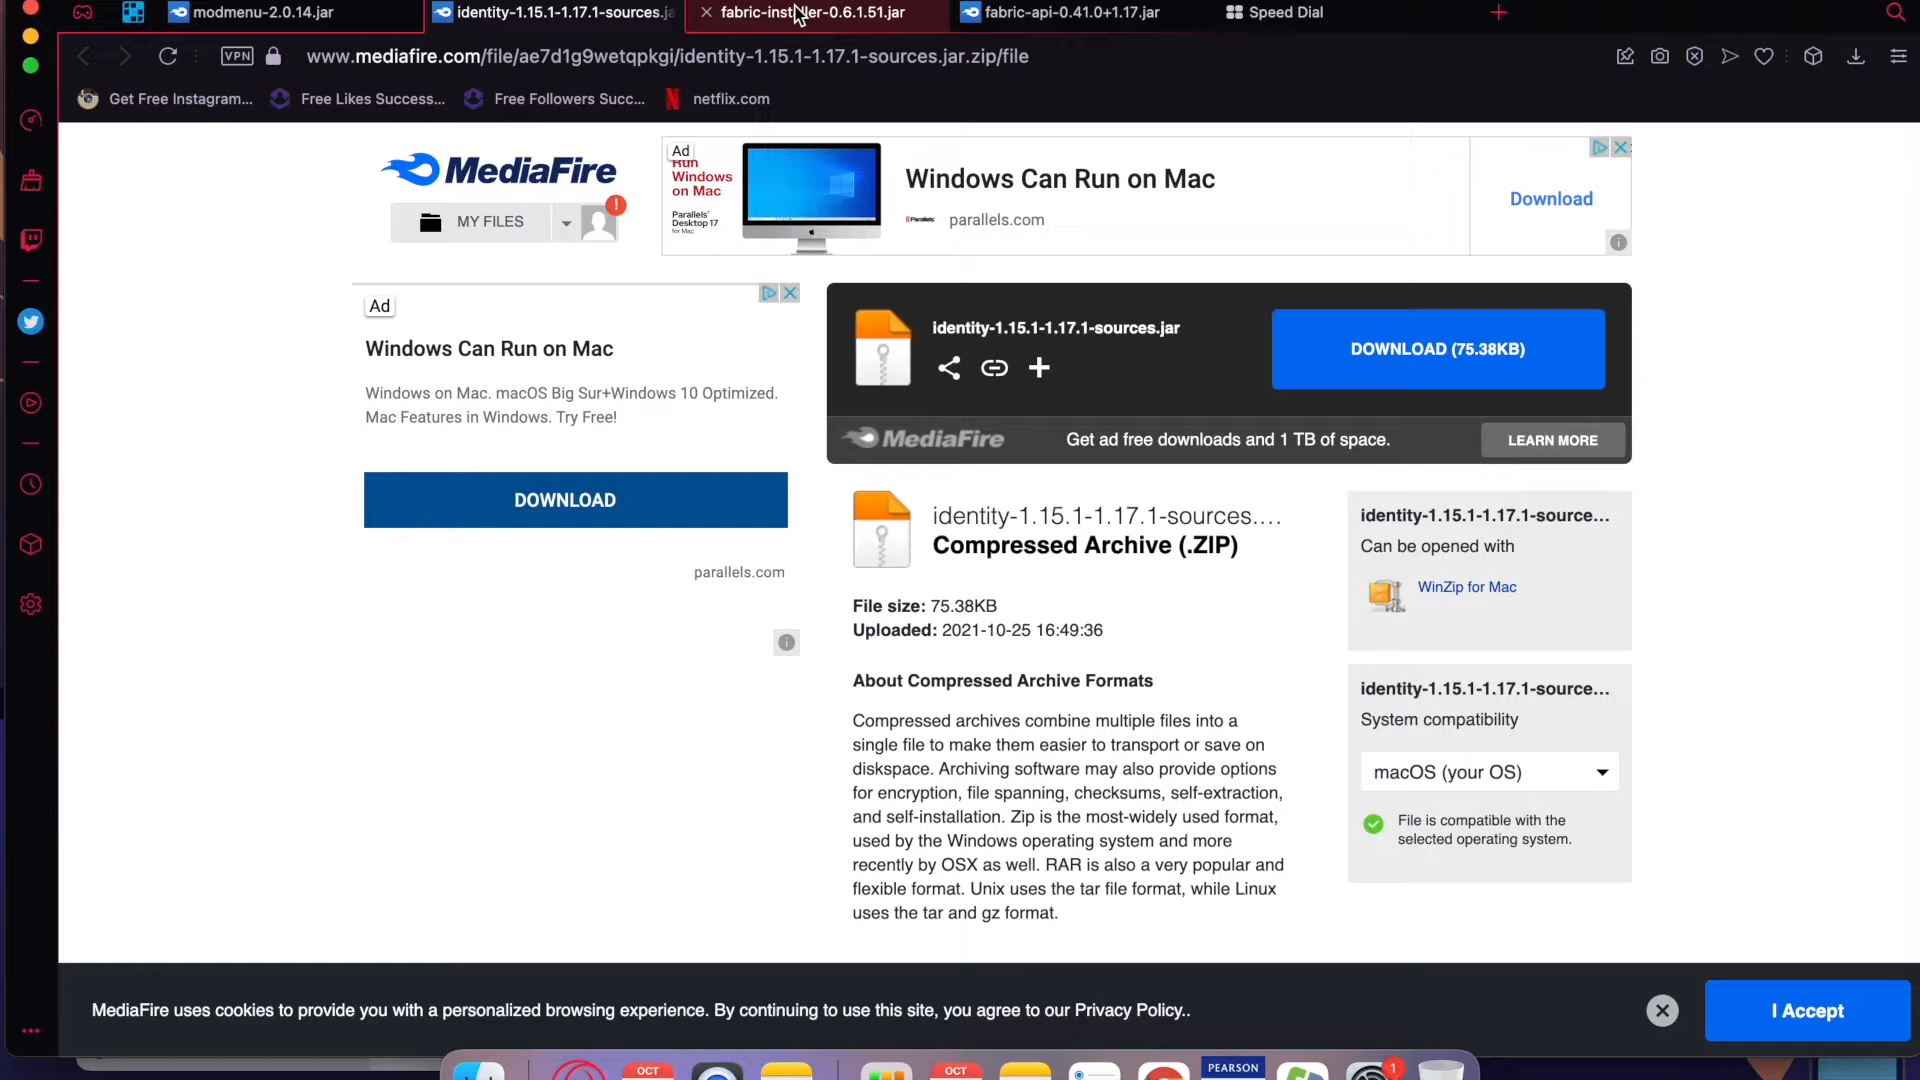 modmenu-2.0.14.jar
identity-1.15.1-1.17.1-sources.ja
fabric-installer-0.6.1.51.jar
fabric-api-0.41.0+1.17.jar
Speed Dial
VPN
www.mediafire.com/file/ae7d1g9wetqpkgi/identity-1.15.1-1.17.1-sources.jar.zip/file
Get Free Instagram...
Free Likes Success...
Free Followers Succ...
netflix.com
MediaFire
MY FILES
!
Ad
Run
Windows
on Mac
Parallels'
Desktop 17
for Mac
Windows Can Run on Mac
Parallels
parallels.com
Download
Ad
Windows Can Run on Mac
Windows on Mac. macOS Big Sur+Windows 10 Optimized.
Mac Features in Windows. Try Free!
DOWNLOAD
parallels.com
identity-1.15.1-1.17.1-sources.jar
DOWNLOAD (75.38KB)
MediaFire
Get ad free downloads and 1 TB of space.
LEARN MORE
identity-1.15.1-1.17.1-sources....
Compressed Archive (.ZIP)
File size: 75.38KB
Uploaded: 2021-10-25 16:49:36
About Compressed Archive Formats
Compressed archives combine multiple files into a
single file to make them easier to transport or save on
diskspace. Archiving software may also provide options
for encryption, file spanning, checksums, self-extraction,
and self-installation. Zip is the most-widely used format,
used by the Windows operating system and more
recently by OSX as well. RAR is also a very popular and
flexible format. Unix uses the tar file format, while Linux
uses the tar and gz format.
identity-1.15.1-1.17.1-source...
Can be opened with
WinZip for Mac
identity-1.15.1-1.17.1-source...
System compatibility
macOS (your OS)
File is compatible with the
selected operating system.
MediaFire uses cookies to provide you with a personalized browsing experience. By continuing to use this site, you agree to our Privacy Policy..
I Accept
OCT
OCT
PEARSON
1